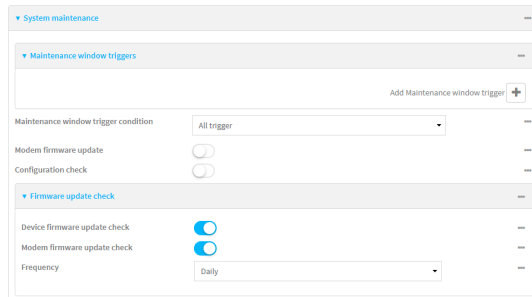 System maintenance
Maintenance window triggers
Add Maintenance window trigger
Maintenance window trigger condition All trigger
Modem firmware update
Configuration check
Firmware update check
Device firmware update check
Modem firmware update check
Frequency Daily